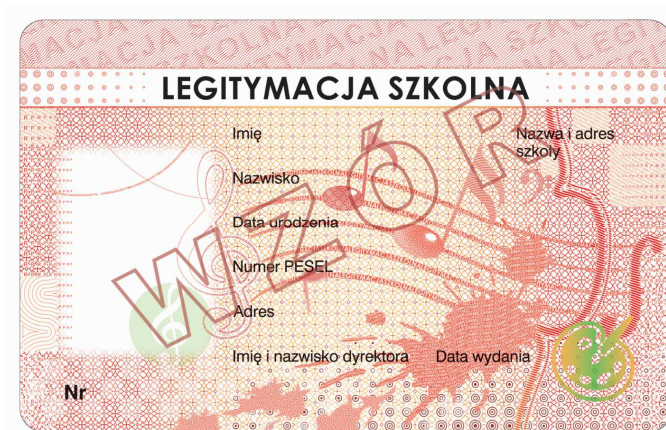 LEGITYMACJA SZKOLNA
Imię
Nazwa i adres
szkoły
Nazwisko
Data urodzenia
Numer PESEL
Adres
Imię i nazwisko dyrektora Data wydania
Nr
WZÓR